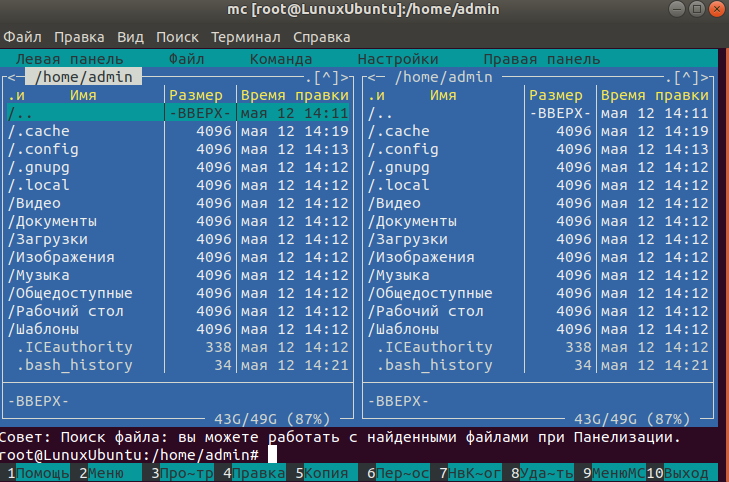 mc [root@LunuxUbuntu]:/home/admin
Файл Правка Вид Поиск Терминал Справка
Левая панель Файл Команда Настройки Правая панель
<─ /home/admin ─.[^]>
.и Имя Размер Время правки
/.. -ВВЕРХ- мая 12 14:11
/.cache 4096 мая 12 14:19
/.config 4096 мая 12 14:13
/.gnupg 4096 мая 12 14:12
/.local 4096 мая 12 14:12
/Видео 4096 мая 12 14:12
/Документы 4096 мая 12 14:12
/Загрузки 4096 мая 12 14:12
/Изображения 4096 мая 12 14:12
/Музыка 4096 мая 12 14:12
/Общедоступные 4096 мая 12 14:12
/Рабочий стол 4096 мая 12 14:12
/Шаблоны 4096 мая 12 14:12
.ICEauthority 338 мая 12 14:12
.bash_history 34 мая 12 14:21
-ВВЕРХ-
43G/49G (87%)
<─ /home/admin ─.[^]>
.и Имя Размер Время правки
/.. -ВВЕРХ- мая 12 14:11
/.cache 4096 мая 12 14:19
/.config 4096 мая 12 14:13
/.gnupg 4096 мая 12 14:12
/.local 4096 мая 12 14:12
/Видео 4096 мая 12 14:12
/Документы 4096 мая 12 14:12
/Загрузки 4096 мая 12 14:12
/Изображения 4096 мая 12 14:12
/Музыка 4096 мая 12 14:12
/Общедоступные 4096 мая 12 14:12
/Рабочий стол 4096 мая 12 14:12
/Шаблоны 4096 мая 12 14:12
.ICEauthority 338 мая 12 14:12
.bash_history 34 мая 12 14:21
-ВВЕРХ-
43G/49G (87%)
Совет: Поиск файла: вы можете работать с найденными файлами при Панелизации.
root@LunuxUbuntu:/home/admin#
1Помощь 2Меню 3Про~тр 4Правка 5Копия 6Пер~ос 7НвК~ог 8Уда~ть 9МенюMC 10Выход